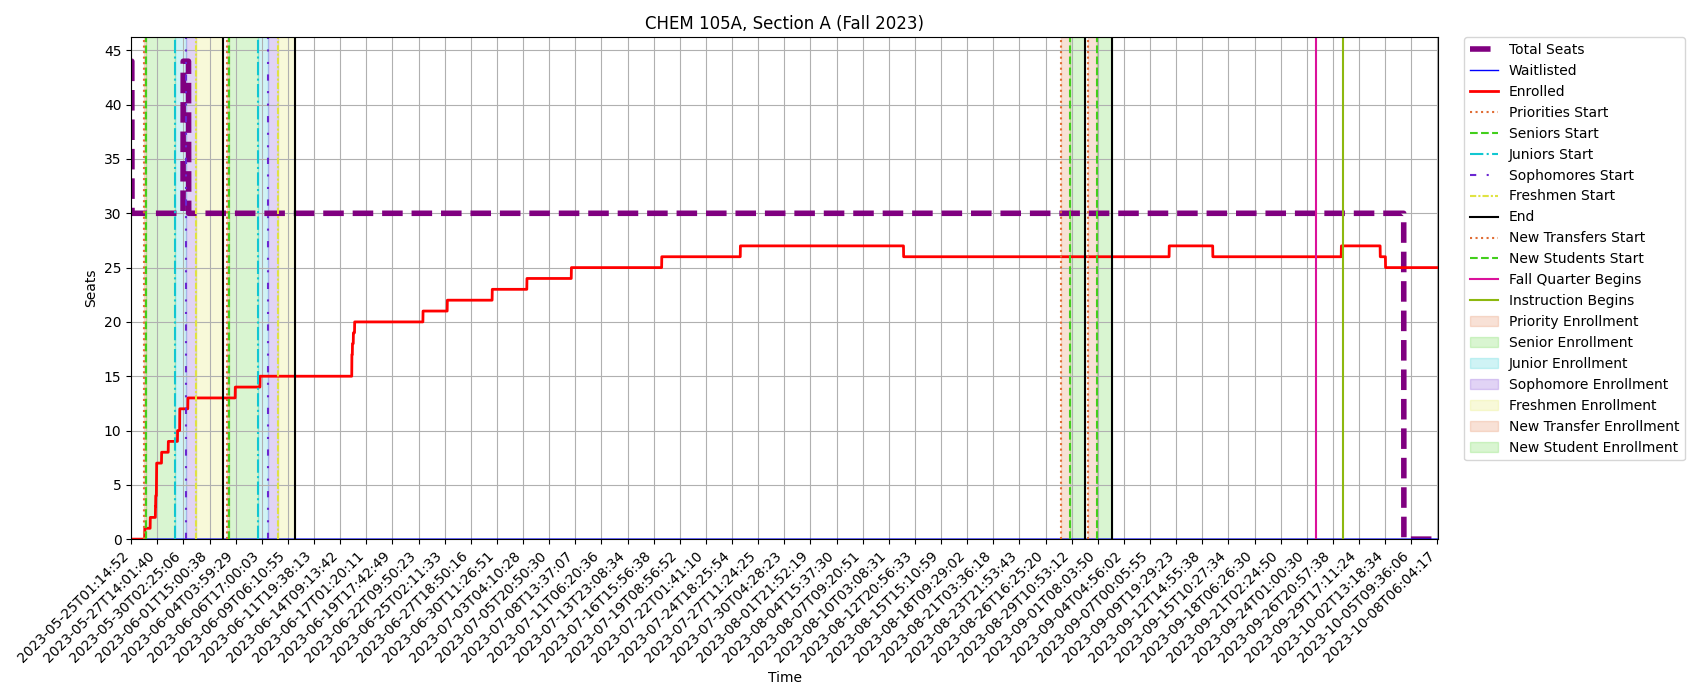 CHEM 105A, Section A (Fall 2023)
Seats
45
40
35
30
25
20
15
10
5
0
2023-05-25T01:14:52
2023-05-27T14:01:40
2023-05-30T02:25:06
2023-06-01T15:00:38
2023-06-04T03:59:29
2023-06-06T17:00:03
2023-06-09T06:10:55
2023-06-11T19:38:13
2023-06-14T09:13:42
2023-06-17T01:20:11
2023-06-19T17:42:49
2023-06-22T09:50:23
2023-06-25T02:11:33
2023-06-27T18:50:16
2023-06-30T11:26:51
2023-07-03T04:10:28
2023-07-05T20:50:30
2023-07-08T13:37:07
2023-07-11T06:20:36
2023-07-13T23:08:34
2023-07-16T15:56:38
2023-07-19T08:56:52
2023-07-22T01:41:10
2023-07-24T18:25:54
2023-07-27T11:24:25
2023-07-30T04:28:23
2023-08-01T21:52:19
2023-08-04T15:37:30
2023-08-07T09:20:51
2023-08-10T03:08:31
2023-08-12T20:56:33
2023-08-15T15:10:59
2023-08-18T09:29:02
2023-08-21T03:36:18
2023-08-23T21:53:43
2023-08-26T16:25:20
2023-08-29T10:53:12
2023-09-01T08:03:50
2023-09-04T04:56:02
2023-09-07T00:05:55
2023-09-09T19:29:23
2023-09-12T14:55:38
2023-09-15T10:27:34
2023-09-18T06:26:30
2023-09-21T02:24:50
2023-09-24T01:00:30
2023-09-26T20:57:38
2023-09-29T17:11:24
2023-10-02T13:18:34
2023-10-05T09:36:06
2023-10-08T06:04:17
Time
Total Seats
Waitlisted
Enrolled
Priorities Start
Seniors Start
Juniors Start
Sophomores Start
Freshmen Start
End
New Transfers Start
New Students Start
Fall Quarter Begins
Instruction Begins
Priority Enrollment
Senior Enrollment
Junior Enrollment
Sophomore Enrollment
Freshmen Enrollment
New Transfer Enrollment
New Student Enrollment